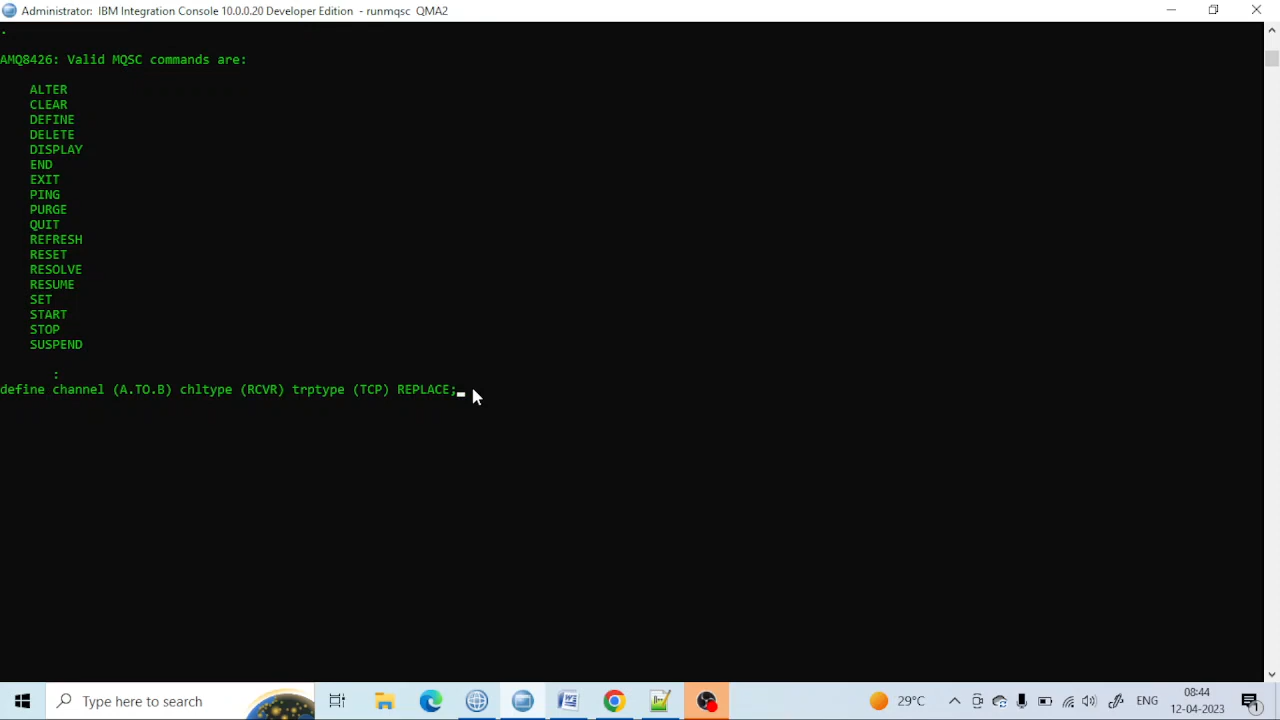 Administrator: IBM Integration Console 10.0.0.20 Developer Edition - runmqsc QMA2
.
AMQ8426: Valid MQSC commands are:
ALTER
CLEAR
DEFINE
DELETE
DISPLAY
END
EXIT
PING
PURGE
QUIT
REFRESH
RESET
RESOLVE
RESUME
SET
START
STOP
SUSPEND
:
define channel (A.TO.B) chltype (RCVR) trptype (TCP) REPLACE;
Type here to search
29°C
ENG
08:44
12-04-2023
1